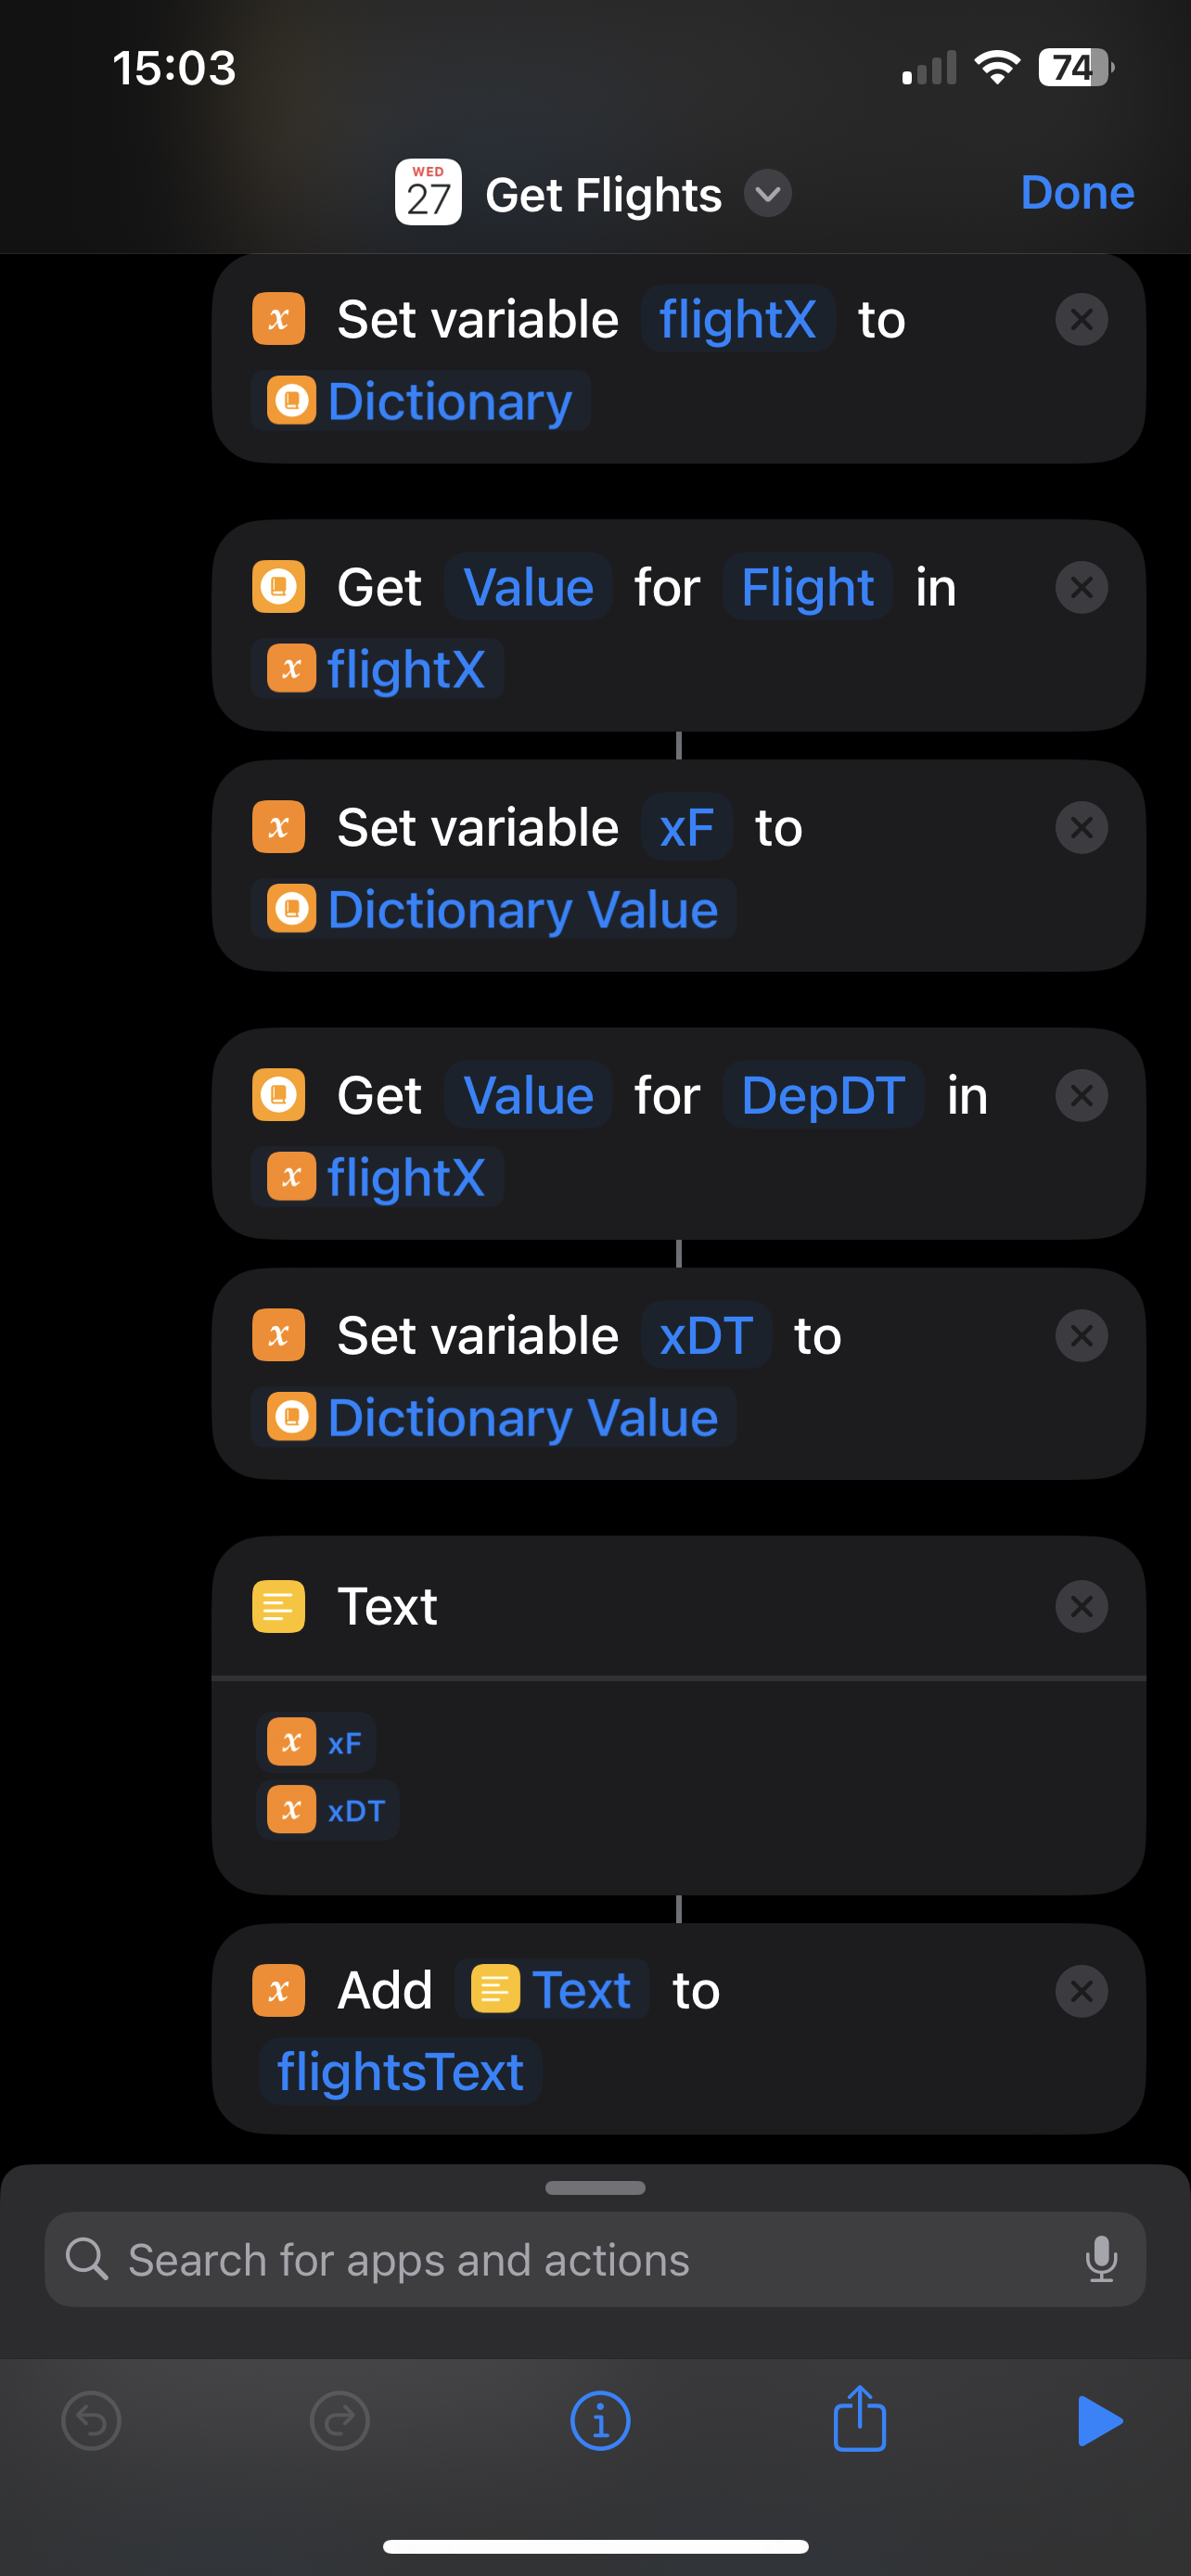 15:03
74
WED
27
Get Flights
Done
x Set variable flightX to
Dictionary
Get Value for Flight in
x flightX
x Set variable xF to
Dictionary Value
Get Value for DepDT in
x flightX
x Set variable xDT to
Dictionary Value
Text
x xF
x xDT
x Add Text to
flightsText
Search for apps and actions